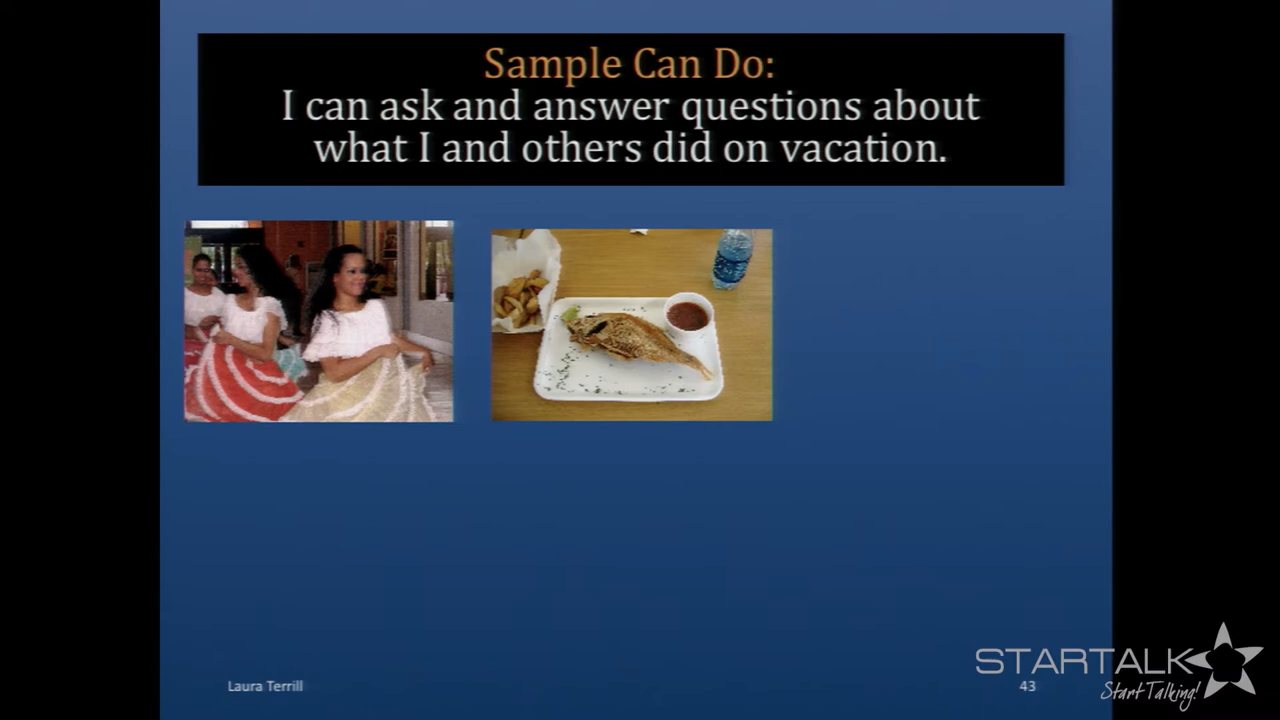 Sample Can Do:
I can ask and answer questions about
what I and others did on vacation.
Laura Terrill
43
STARTALK
Start Talking!